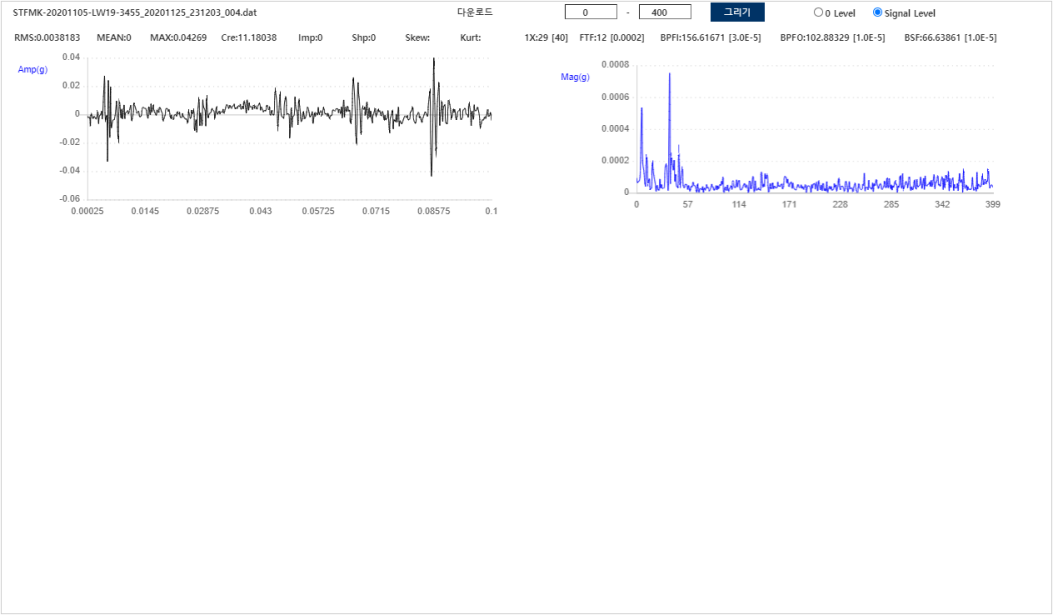 STFMK-20201105-LW19-3455_20201125_231203_004.dat 다운로드 0 - 400 그리기 0 Level Signal Level
RMS:0.0038183 MEAN:0 MAX:0.04269 Cre:11.18038 Imp:0 Shp:0 Skew: Kurt: 1X:29 [40] FTF:12 [0.0002] BPFI:156.61671 [3.0E-5] BPFO:102.88329 [1.0E-5] BSF:66.63861 [1.0E-5]
Amp(g)
0.04
0.02
0
-0.02
-0.04
-0.06
0.00025 0.0145 0.02875 0.043 0.05725 0.0715 0.08575 0.1
Mag(g)
0.0008
0.0006
0.0004
0.0002
0
0 57 114 171 228 285 342 399